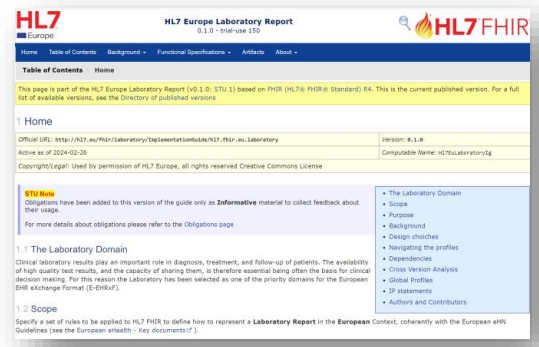 HL7
Europe
HL7 Europe Laboratory Report
0.1.0 - trial-use 150
HL7 FHIR
Home Table of Contents Background Functional Specifications Artifacts About
Table of Contents Home
This page is part of the HL7 Europe Laboratory Report (v0.1.0: STU 1) based on FHIR (HL7® FHIR® Standard) R4. This is the current published version. For a full
list of available versions, see the Directory of published versions
1 Home
Official URL: http://hl7.eu/fhir/laboratory/ImplementationGuide/hl7.fhir.eu.laboratory Version: 0.1.0
Active as of 2024-02-26 Computable Name: Hl7EuLaboratoryIg
Copyright/Legal: Used by permission of HL7 Europe, all rights reserved Creative Commons License
STU Note
Obligations have been added to this version of the guide only as Informative material to collect feedback about
their usage.
For more details about obligations please refer to the Obligations page
• The Laboratory Domain
• Scope
• Purpose
• Background
• Design choiches
• Navigating the profiles
• Dependencies
• Cross Version Analysis
• Global Profiles
• IP statements
• Authors and Contributors
1.1 The Laboratory Domain
Clinical laboratory results play an important role in diagnosis, treatment, and follow-up of patients. The availability
of high quality test results, and the capacity of sharing them, is therefore essential being often the basis for clinical
decision making. For this reason the Laboratory has been selected as one of the priority domains for the European
EHR eXchange Format (E-EHRxF).
1.2 Scope
Specify a set of rules to be applied to HL7 FHIR to define how to represent a Laboratory Report in the European Context, coherently with the European eHN
Guidelines (see the European eHealth - Key documents ).